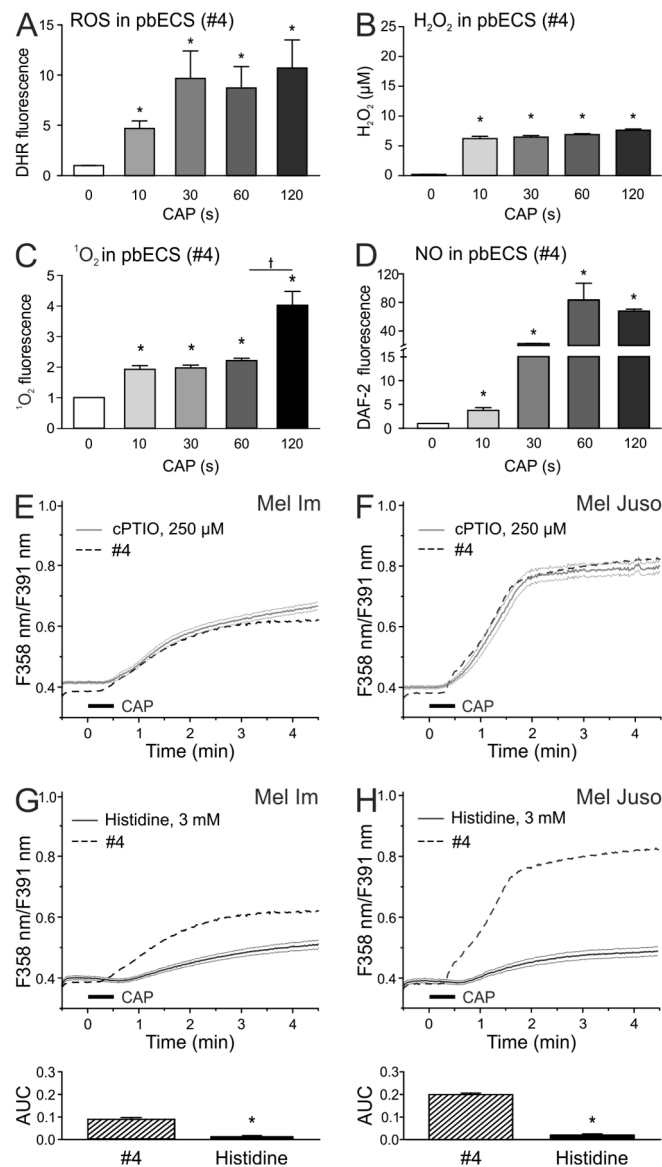 A ROS in pbECS (#4)
DHR fluorescence
15
10
5
0
*
*
*
*
0 10 30 60 120
CAP (s)
B H₂O₂ in pbECS (#4)
H₂O₂ (µM)
25
20
15
10
5
0
* * * *
0 10 30 60 120
CAP (s)
C ¹O₂ in pbECS (#4)
¹O₂ fluorescence
5
4
3
2
1
0
†
* * * *
0 10 30 60 120
CAP (s)
D NO in pbECS (#4)
DAF-2 fluorescence
120
80
40
15
10
5
0
* * * *
0 10 30 60 120
CAP (s)
E Mel Im
F358 nm/F391 nm
1.0
0.8
0.6
0.4
cPTIO, 250 µM
#4
CAP
0 1 2 3 4
Time (min)
F Mel Juso
F358 nm/F391 nm
1.0
0.8
0.6
0.4
cPTIO, 250 µM
#4
CAP
0 1 2 3 4
Time (min)
G Mel Im
F358 nm/F391 nm
1.0
0.8
0.6
0.4
Histidine, 3 mM
#4
CAP
0 1 2 3 4
Time (min)
AUC
0.3
0.2
0.1
0.0
*
#4 Histidine
H Mel Juso
F358 nm/F391 nm
1.0
0.8
0.6
0.4
Histidine, 3 mM
#4
CAP
0 1 2 3 4
Time (min)
AUC
0.3
0.2
0.1
0.0
*
#4 Histidine